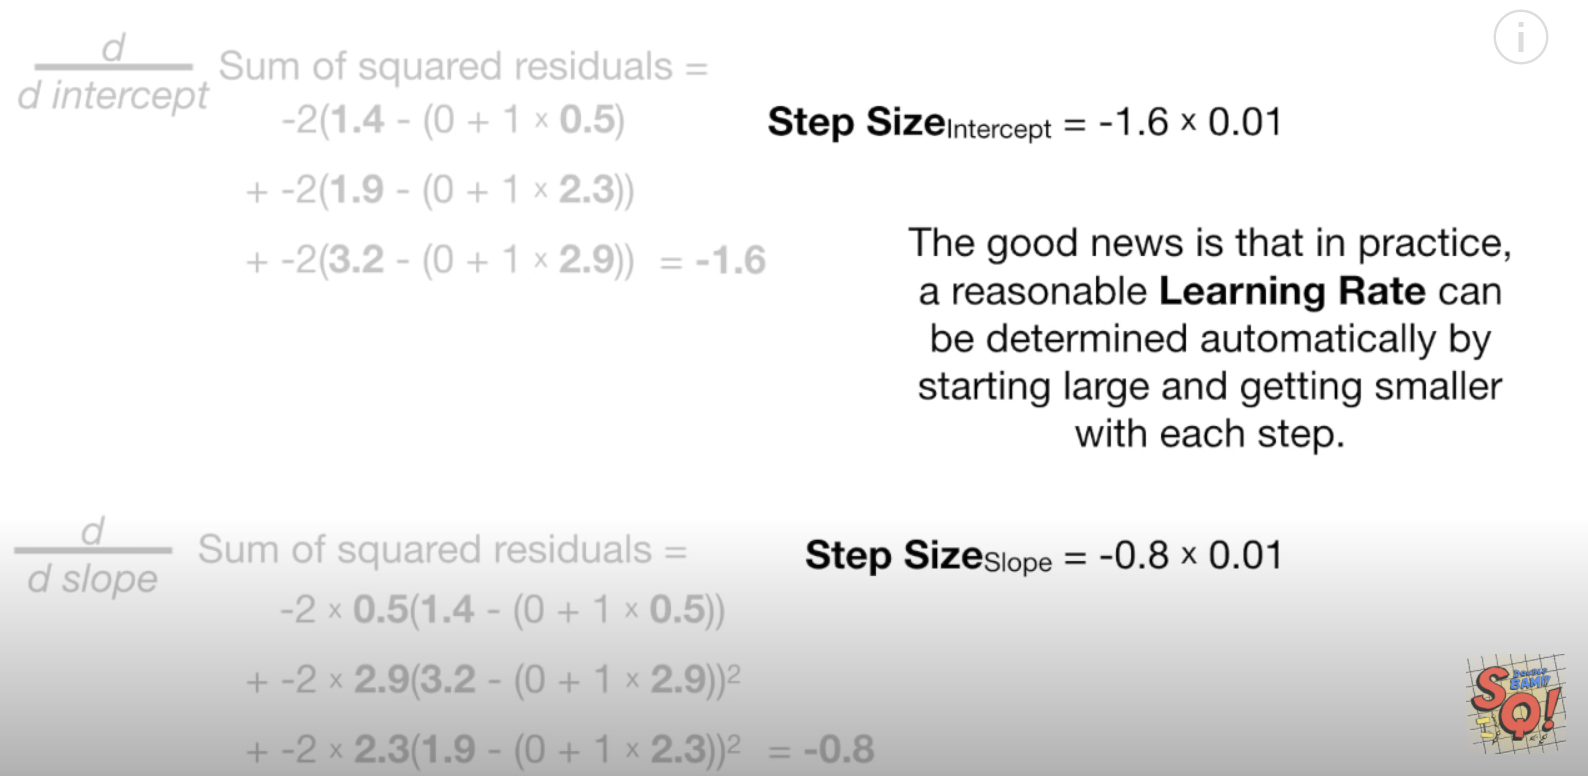 d
d intercept
Sum of squared residuals =
-2(1.4 - (0 + 1 × 0.5)
+ -2(1.9 - (0 + 1 × 2.3))
+ -2(3.2 - (0 + 1 × 2.9)) = -1.6
Step SizeIntercept = -1.6 × 0.01
i
The good news is that in practice,
a reasonable Learning Rate can
be determined automatically by
starting large and getting smaller
with each step.
d
d slope
Sum of squared residuals =
-2 × 0.5(1.4 - (0 + 1 × 0.5))
+ -2 × 2.9(3.2 - (0 + 1 × 2.9))²
+ -2 × 2.3(1.9 - (0 + 1 × 2.3))² = -0.8
Step SizeSlope = -0.8 × 0.01
DOUBLE
BAM!!
SQ!